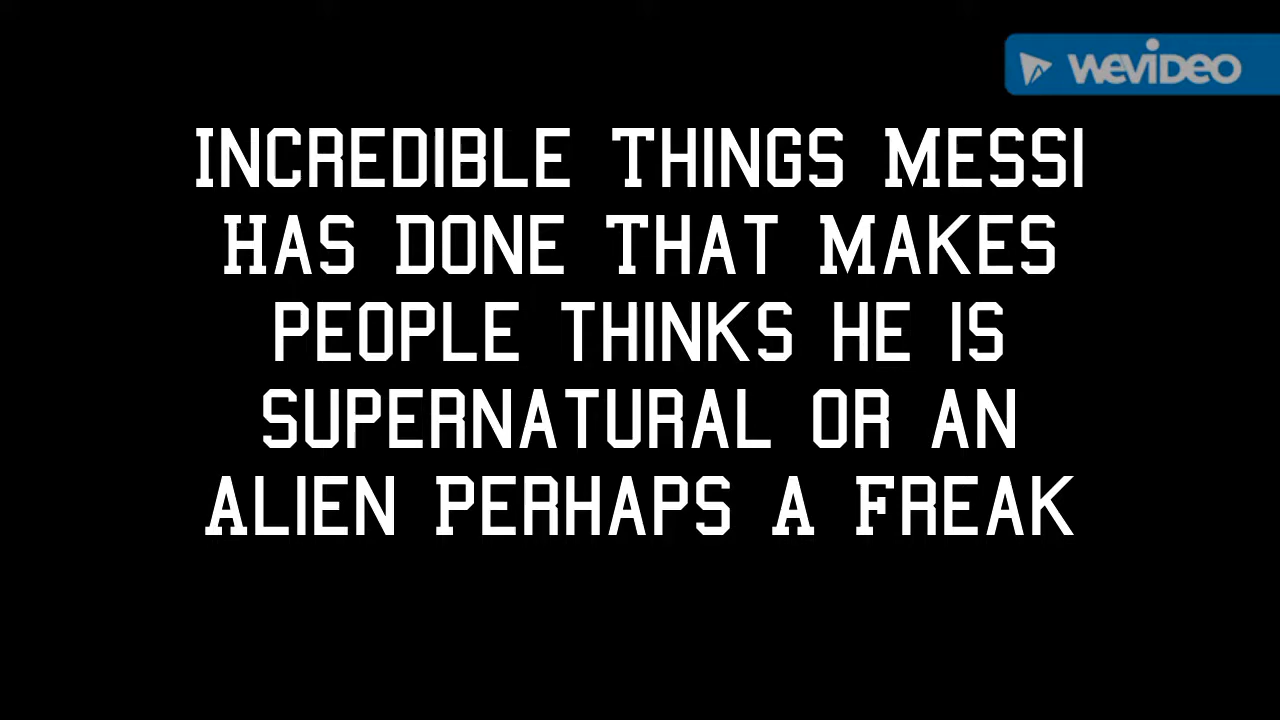 WEVIDEO
INCREDIBLE THINGS MESSI
HAS DONE THAT MAKES
PEOPLE THINKS HE IS
SUPERNATURAL OR AN
ALIEN PERHAPS A FREAK